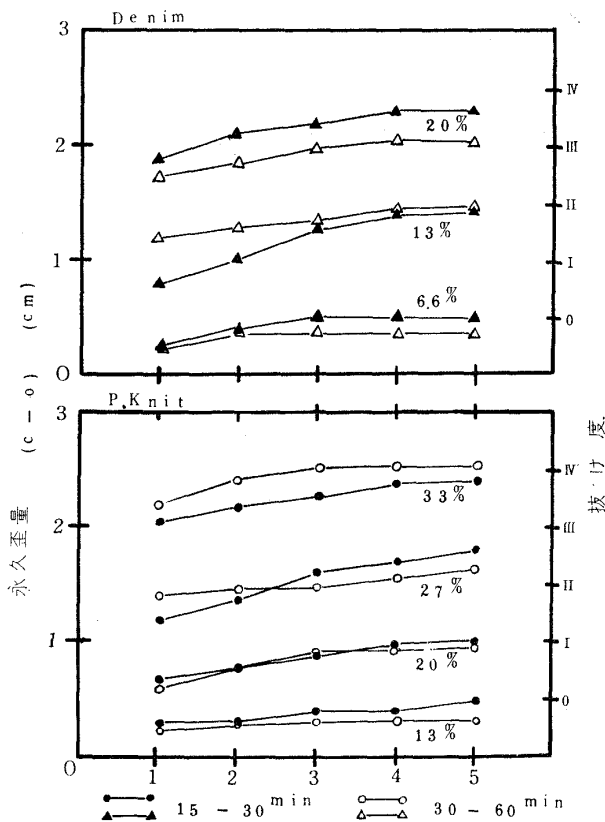 Denim
3
2
1
0
IV
III
II
I
0
20%
13%
6.6%
P.Knit
3
2
1
0
IV
III
II
I
0
33%
27%
20%
13%
1 2 3 4 5
永久歪量 (c-o) (cm)
抜け度
15-30 min
30-60 min